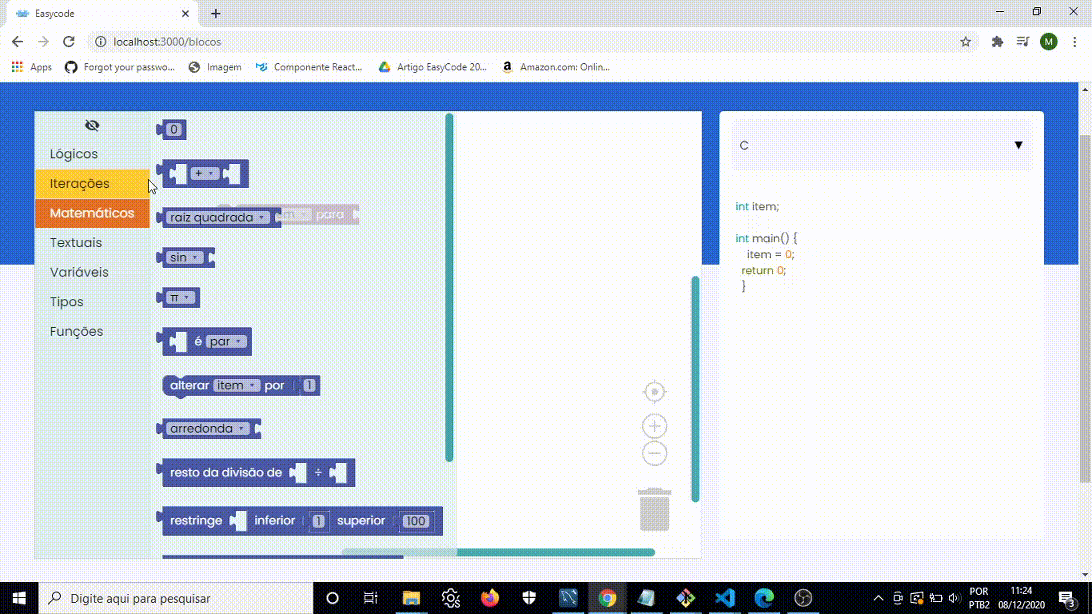 Easycode
localhost:3000/blocos
M
Apps
Forgot your passwo...
Imagem
Componente React...
Artigo EasyCode 20...
Amazon.com: Onlin...
Lógicos
Iterações
Matemáticos
Textuais
Variáveis
Tipos
Funções
0
+
raiz quadrada
para
sin
π
é par
alterar item por 1
arredonda
resto da divisão de ÷
restringe inferior 1 superior 100
C
int item;
int main() {
item = 0;
return 0;
}
Digite aqui para pesquisar
POR
PTB2
11:24
08/12/2020
3